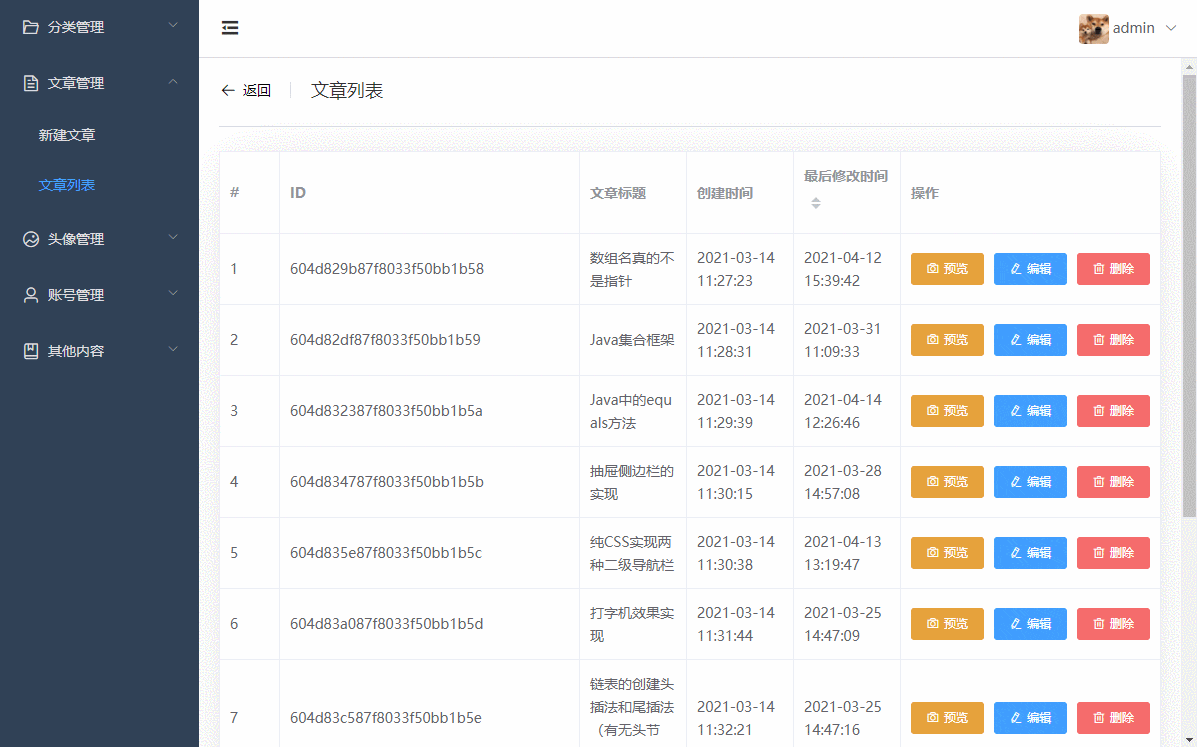 分类管理
文章管理
新建文章
文章列表
头像管理
账号管理
其他内容
admin
返回
文章列表
# ID 文章标题 创建时间 最后修改时间 操作
1 604d829b87f8033f50bb1b58 数组名真的不 2021-03-14 2021-04-12 预览 编辑 删除
是指针 11:27:23 15:39:42
2 604d82df87f8033f50bb1b59 Java集合框架 2021-03-14 2021-03-31 预览 编辑 删除
11:28:31 11:09:33
3 604d832387f8033f50bb1b5a Java中的equ 2021-03-14 2021-04-14 预览 编辑 删除
als方法 11:29:39 12:26:46
4 604d834787f8033f50bb1b5b 抽屉侧边栏的 2021-03-14 2021-03-28 预览 编辑 删除
实现 11:30:15 14:57:08
5 604d835e87f8033f50bb1b5c 纯CSS实现两 2021-03-14 2021-04-13 预览 编辑 删除
种二级导航栏 11:30:38 13:19:47
6 604d83a087f8033f50bb1b5d 打字机效果实 2021-03-14 2021-03-25 预览 编辑 删除
现 11:31:44 14:47:09
链表的创建头
7 604d83c587f8033f50bb1b5e 插法和尾插法 2021-03-14 2021-03-25 预览 编辑 删除
（有无头节 11:32:21 14:47:16